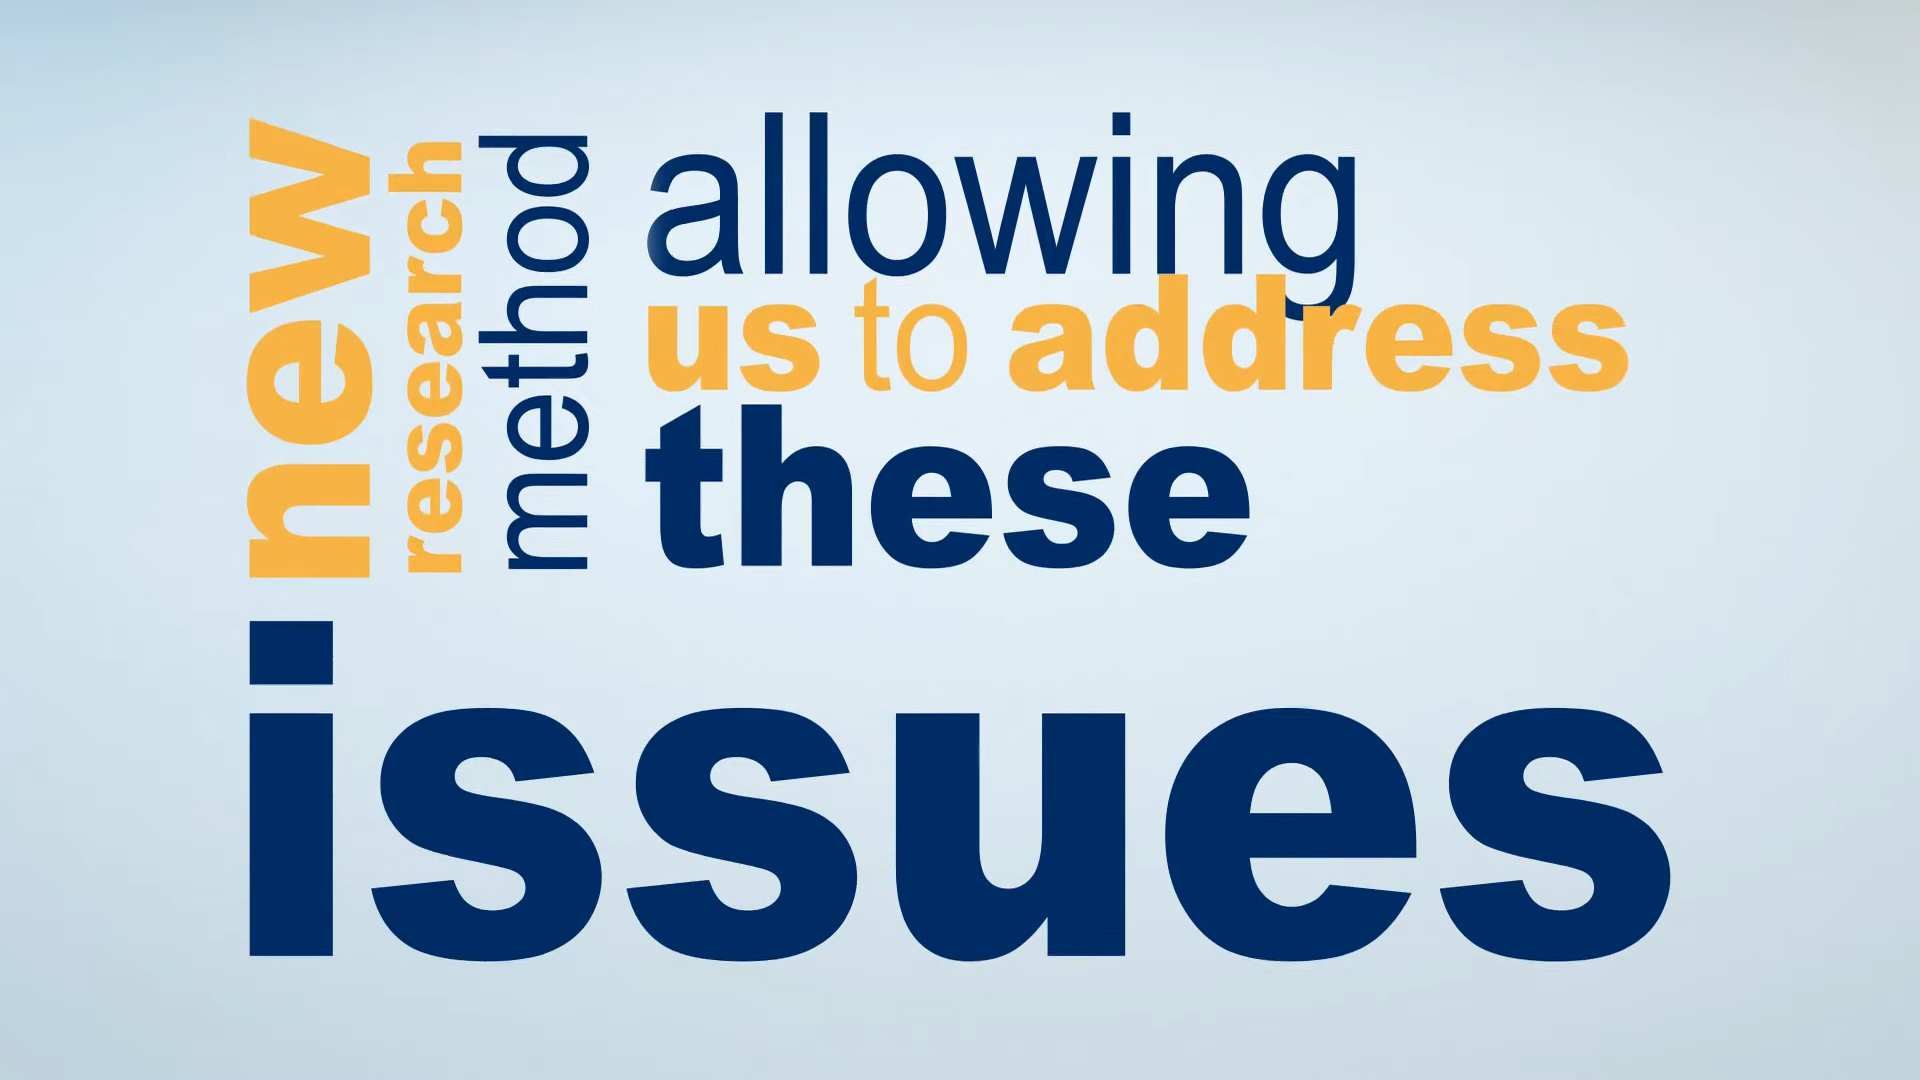 new
research
method
allowing
us to address
these
issues